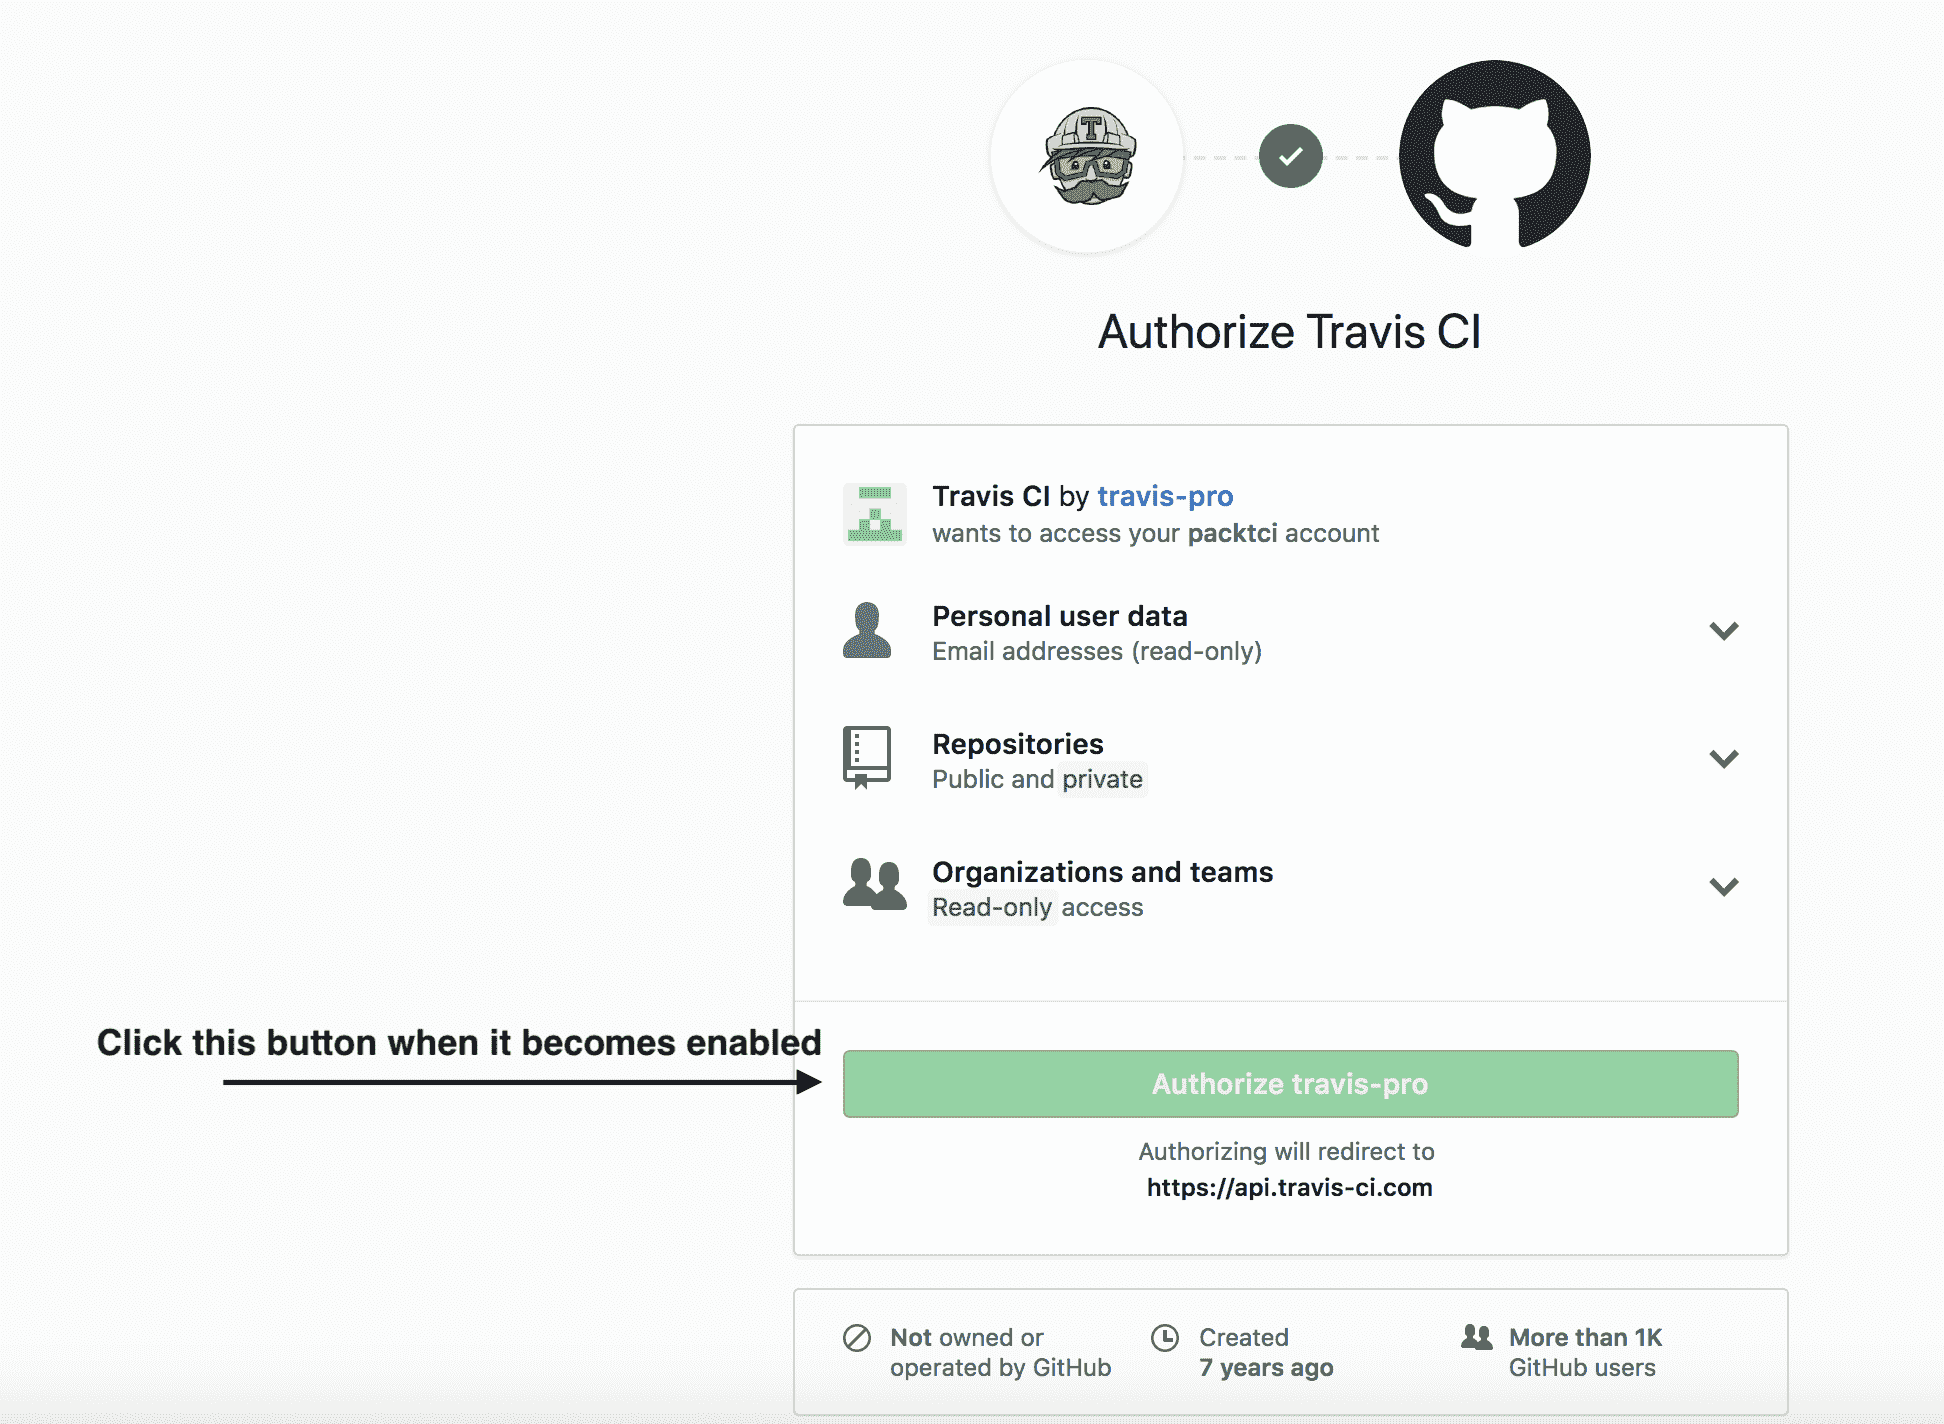 T
Authorize Travis CI
Travis CI by travis-pro
wants to access your packtci account
Personal user data
Email addresses (read-only)
Repositories
Public and private
Organizations and teams
Read-only access
Click this button when it becomes enabled
Authorize travis-pro
Authorizing will redirect to
https://api.travis-ci.com
Not owned or
operated by GitHub
Created
7 years ago
More than 1K
GitHub users